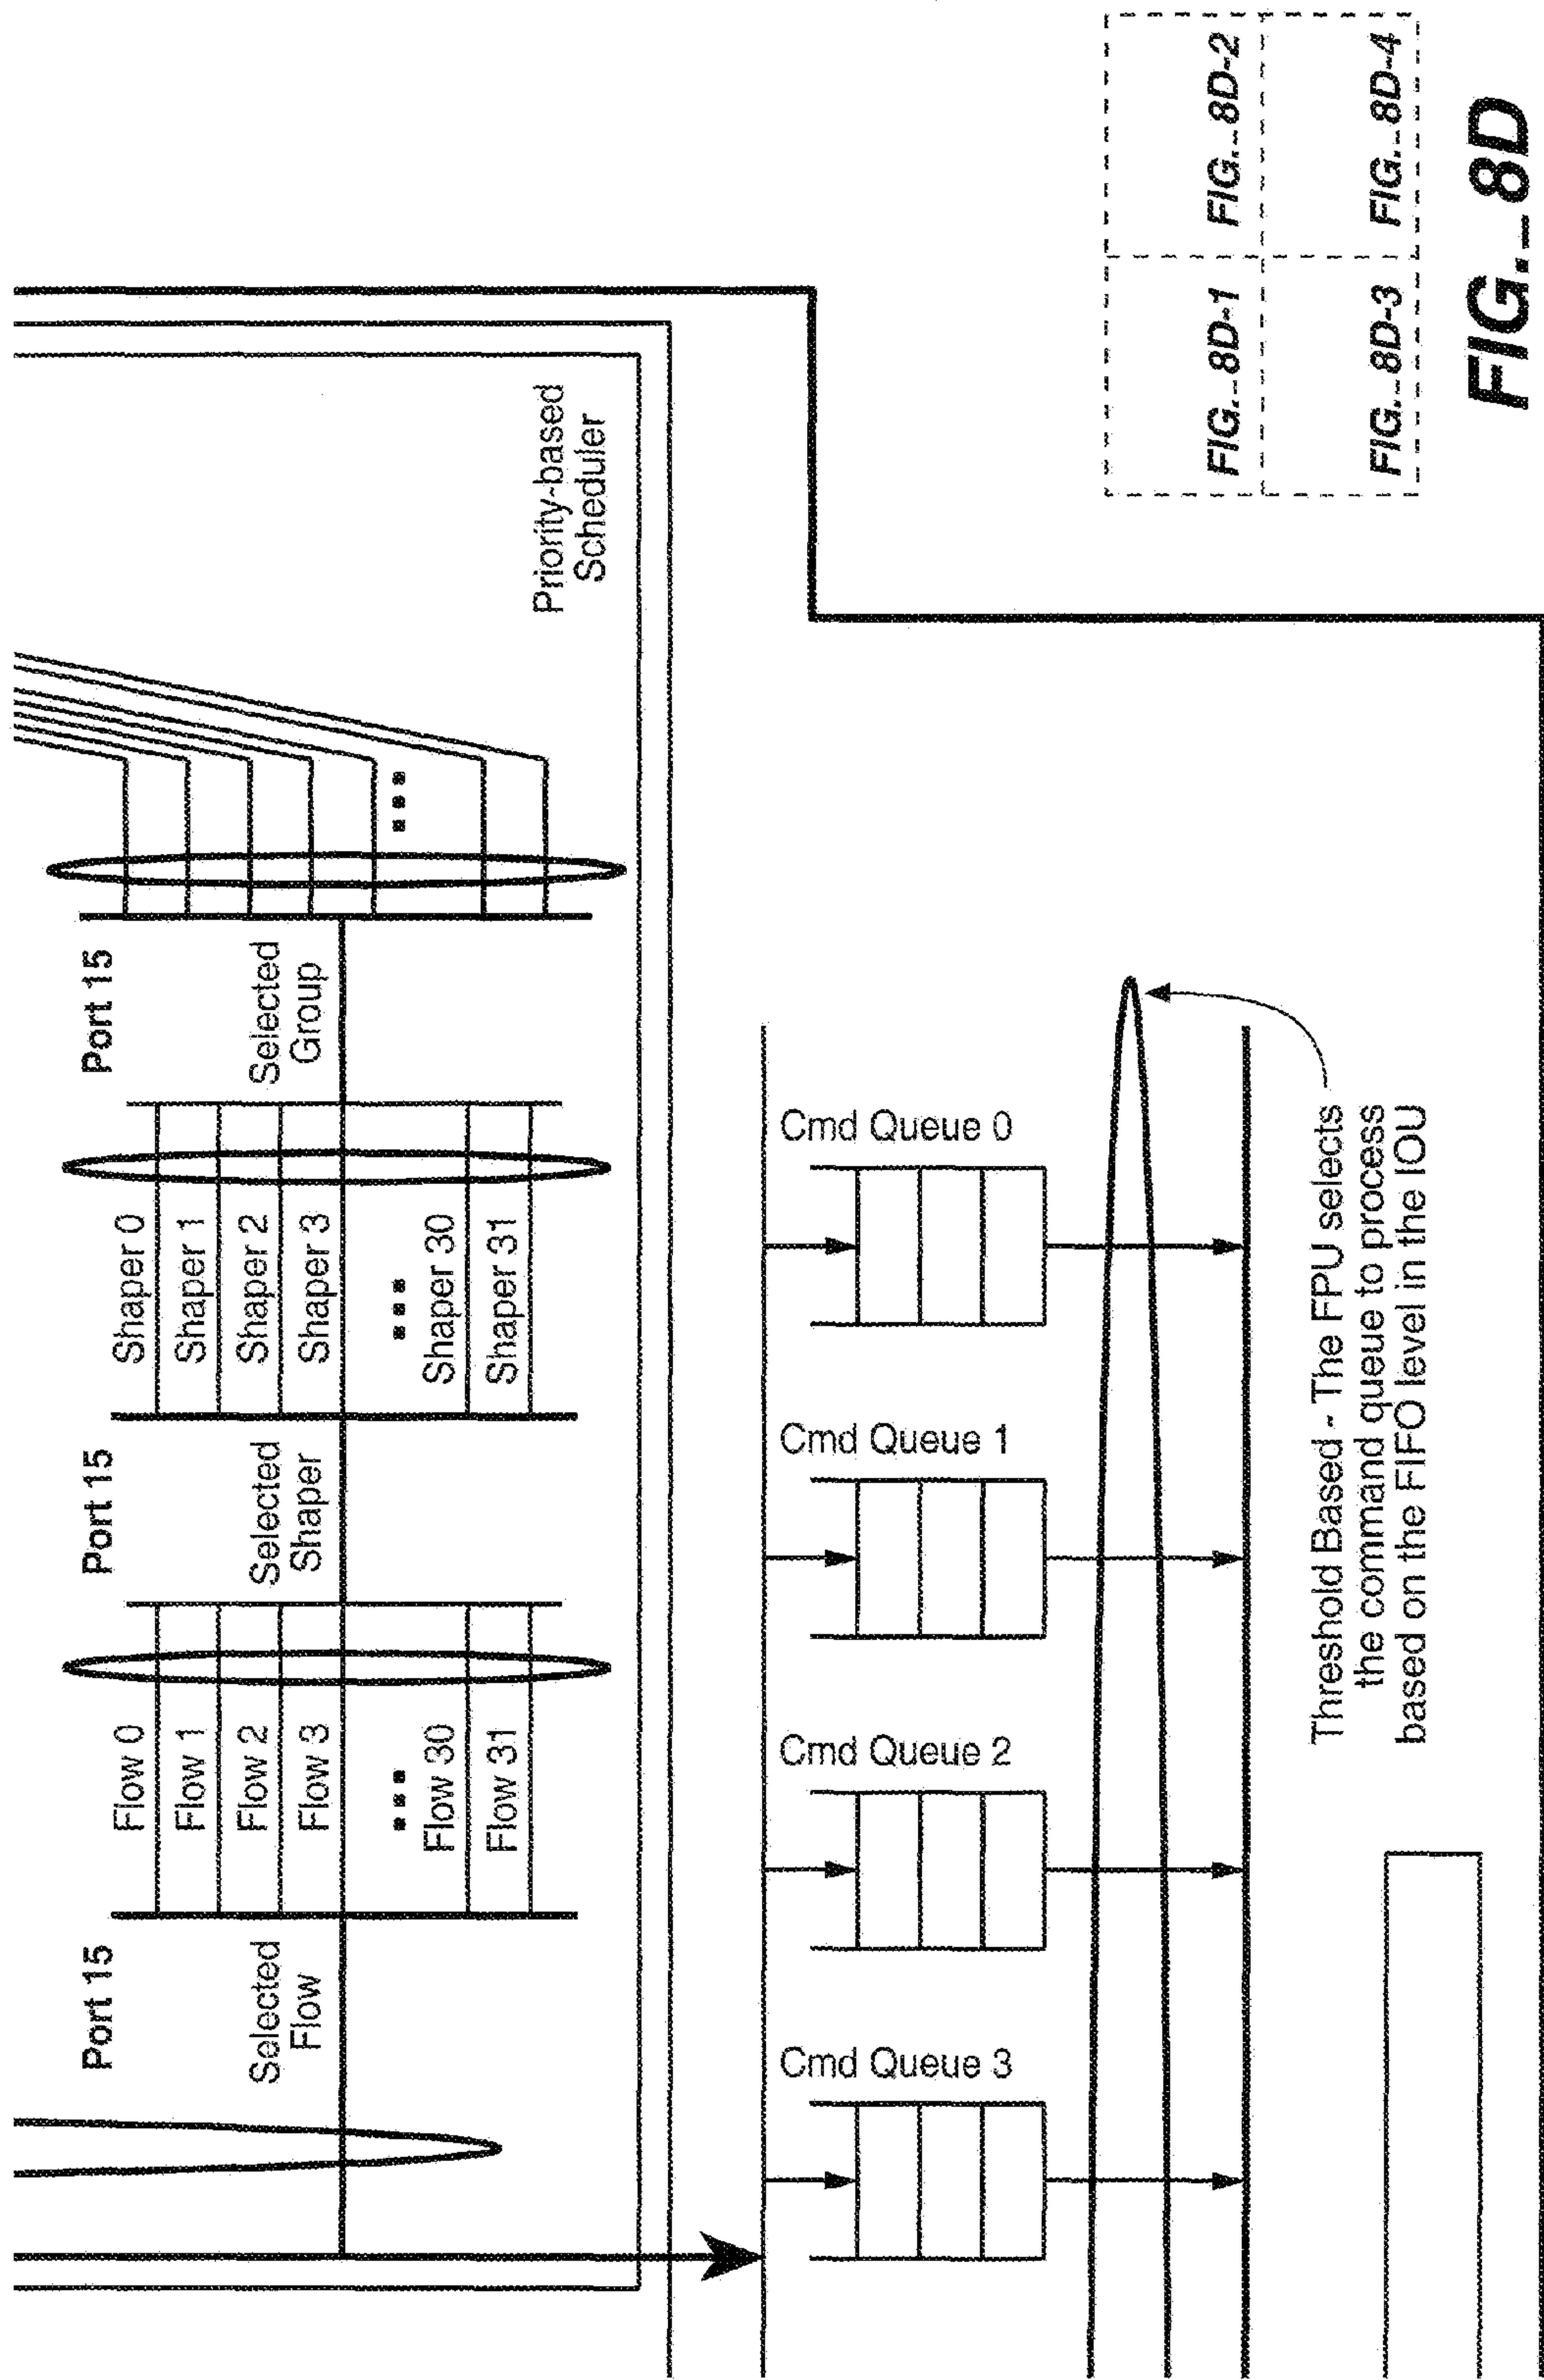 Port 15
Selected
Flow
Flow 0
Flow 1
Flow 2
Flow 3
Flow 30
Flow 31
Port 15
Selected
Shaper
Shaper 0
Shaper 1
Shaper 2
Shaper 3
Shaper 30
Shaper 31
Port 15
Selected
Group
Priority-based
Scheduler
Cmd Queue 3
Cmd Queue 2
Cmd Queue 1
Cmd Queue 0
Threshold Based - The FPU selects
the command queue to process
based on the FIFO level in the IOU
FIG._8D-1
FIG._8D-2
FIG._8D-3
FIG._8D-4
FIG._8D